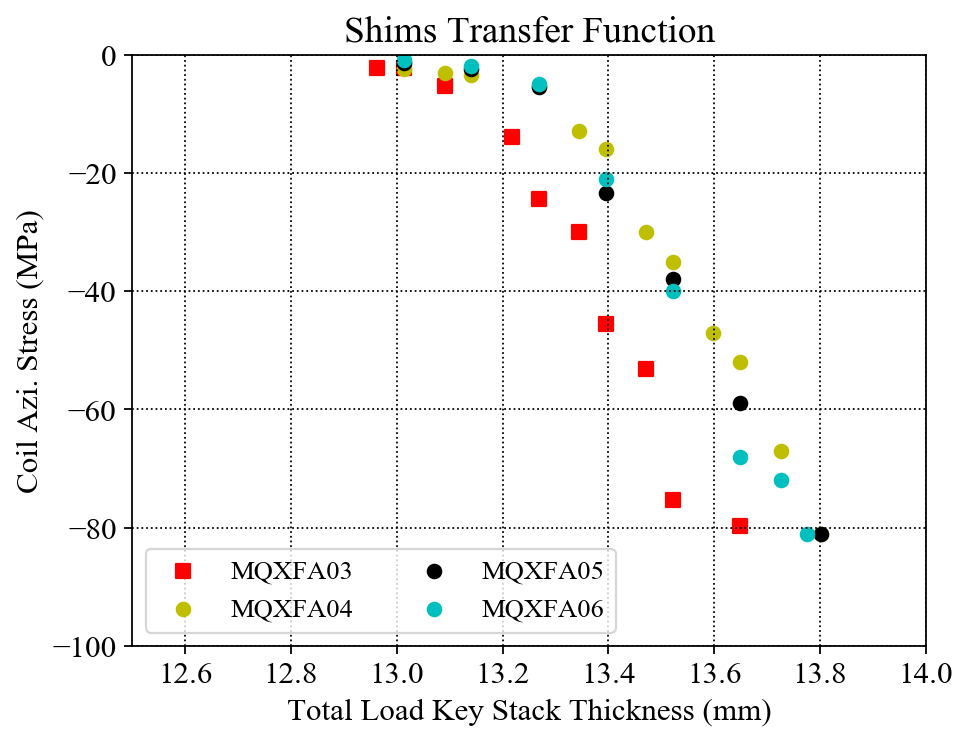 Shims Transfer Function
Coil Azi. Stress (MPa)
0
−20
−40
−60
−80
−100
MQXFA03
MQXFA04
MQXFA05
MQXFA06
12.6 12.8 13.0 13.2 13.4 13.6 13.8 14.0
Total Load Key Stack Thickness (mm)